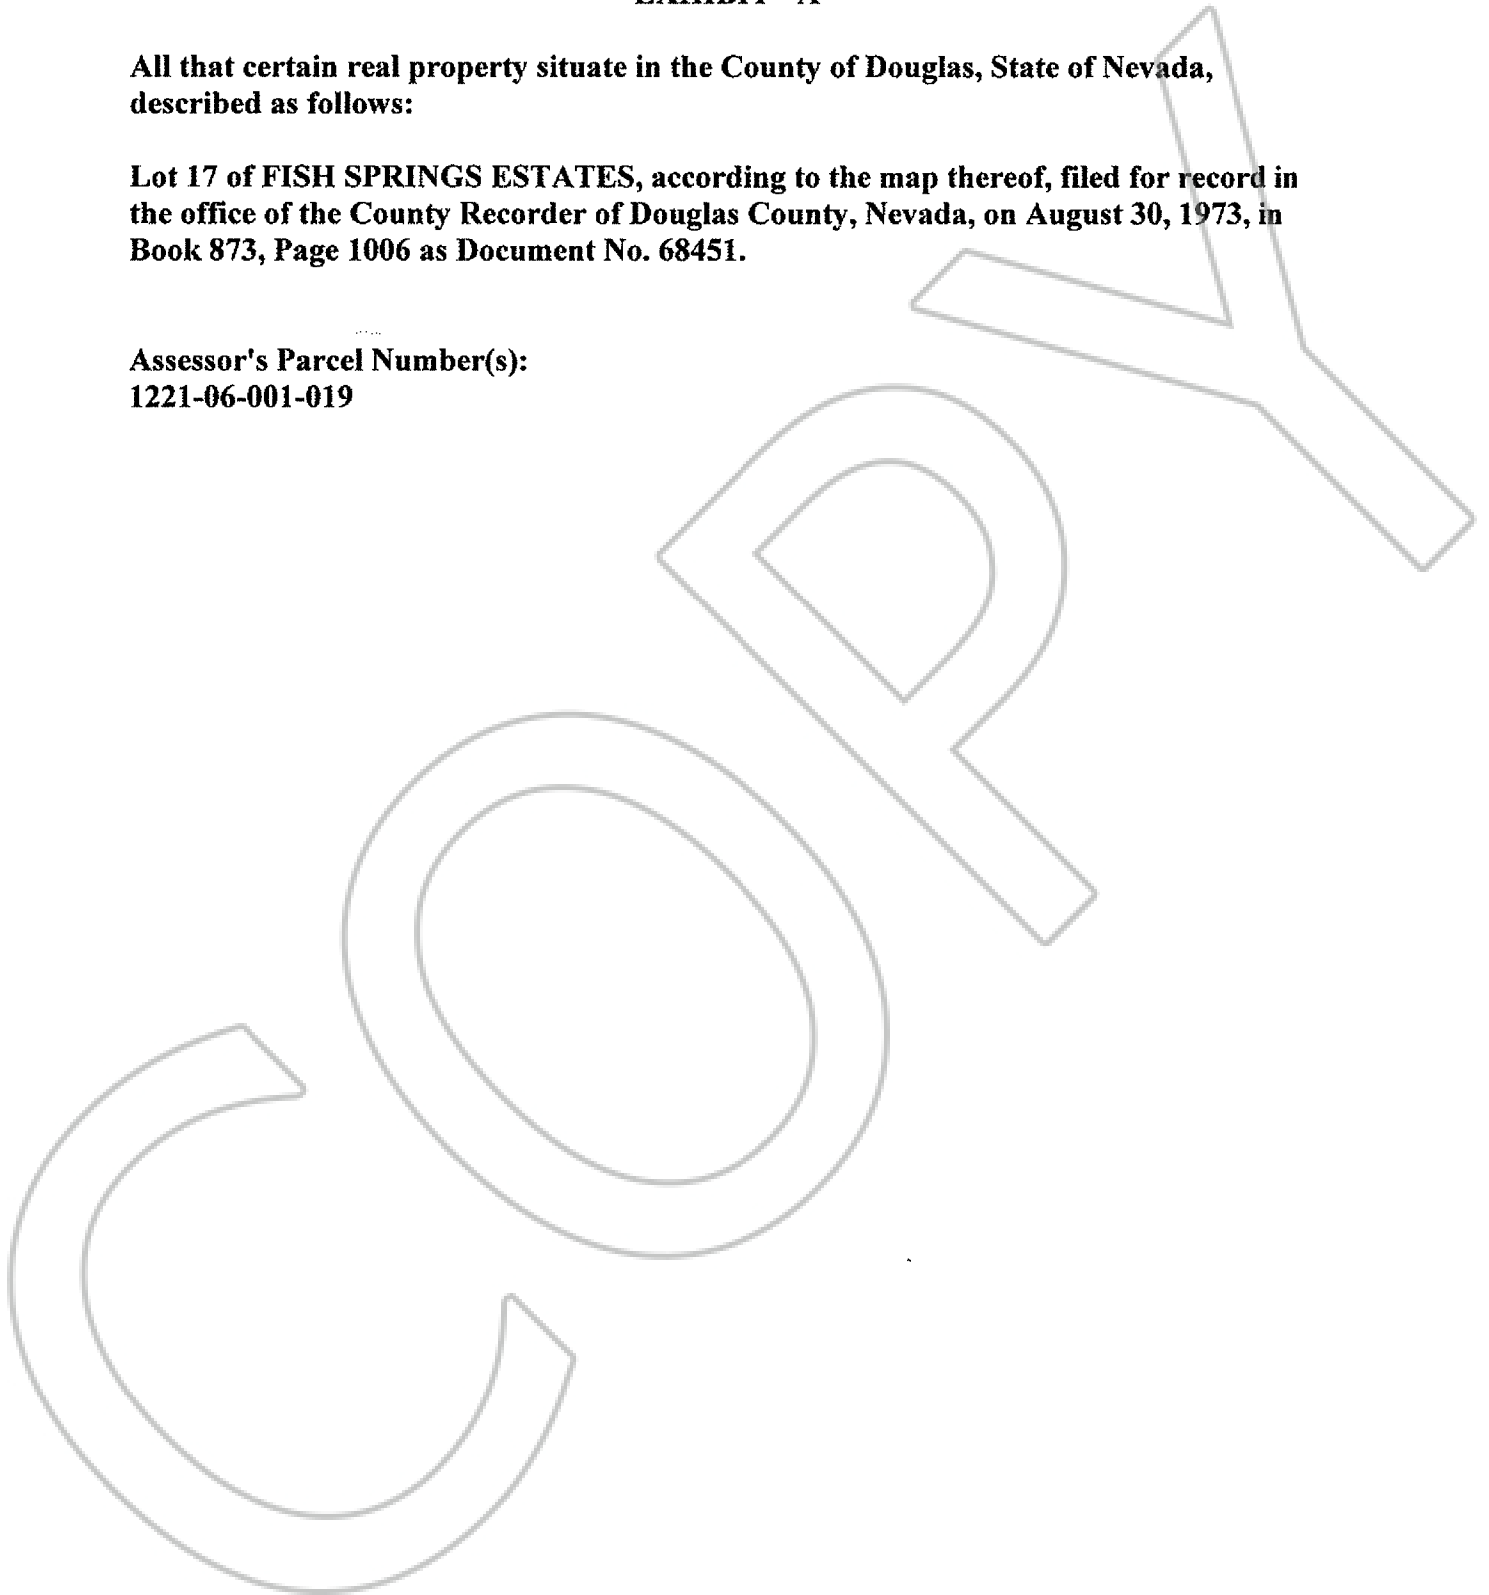 All that certain real property situate in the County of Douglas, State of Nevada,
described as follows:
Lot 17 of FISH SPRINGS ESTATES, according to the map thereof, filed for record in
the office of the County Recorder of Douglas County, Nevada, on August 30, 1973, in
Book 873, Page 1006 as Document No. 68451.
Assessor's Parcel Number(s):
1221-06-001-019
COPY